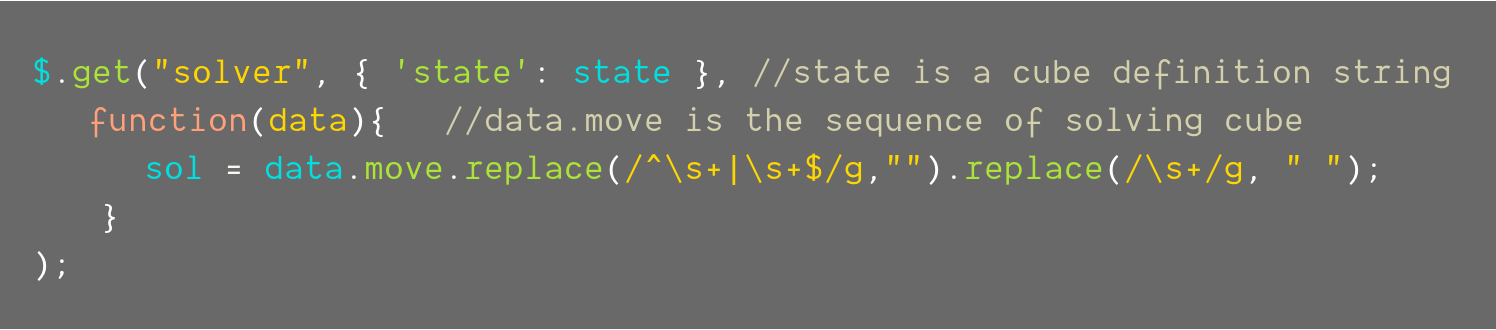 $.get("solver", { 'state': state }, //state is a cube definition string
function(data){ //data.move is the sequence of solving cube
sol = data.move.replace(/^\s+|\s+$/g,"").replace(/\s+/g, " ");
}
);